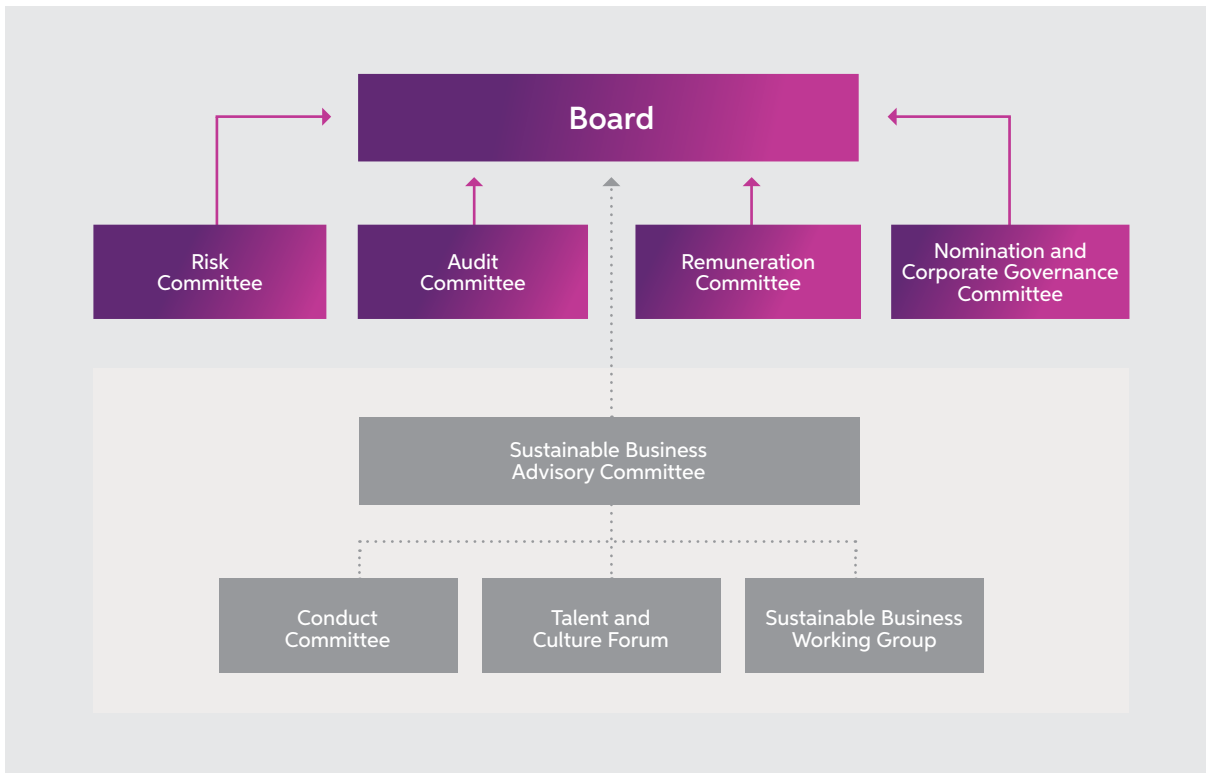 Board
Risk
Committee
Audit
Committee
Remuneration
Committee
Nomination and
Corporate Governance
Committee
Sustainable Business
Advisory Committee
Conduct
Committee
Talent and
Culture Forum
Sustainable Business
Working Group